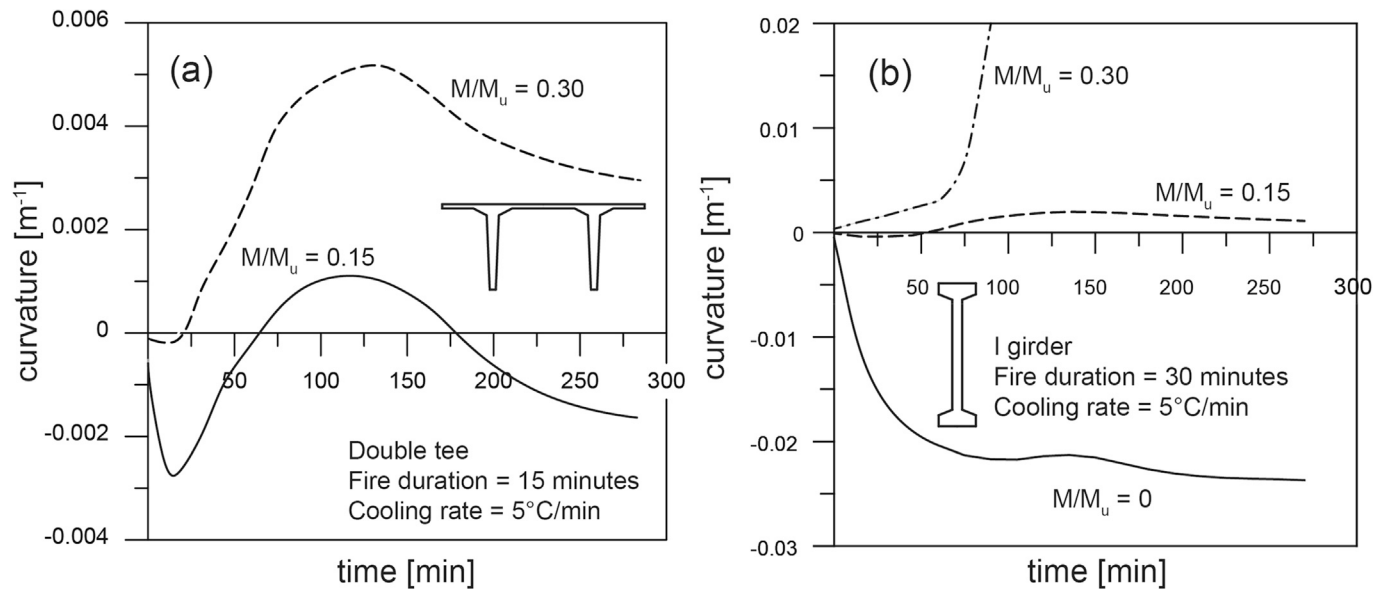 0.006
0.004
0.002
0
-0.002
-0.004
curvature [m⁻¹]
(a)
M/Mᵤ = 0.30
M/Mᵤ = 0.15
50
100
150
200
250
300
Double tee
Fire duration = 15 minutes
Cooling rate = 5°C/min
time [min]
0.02
0.01
0
-0.01
-0.02
-0.03
curvature [m⁻¹]
(b)
M/Mᵤ = 0.30
M/Mᵤ = 0.15
50
100
150
200
250
300
I girder
Fire duration = 30 minutes
Cooling rate = 5°C/min
M/Mᵤ = 0
time [min]